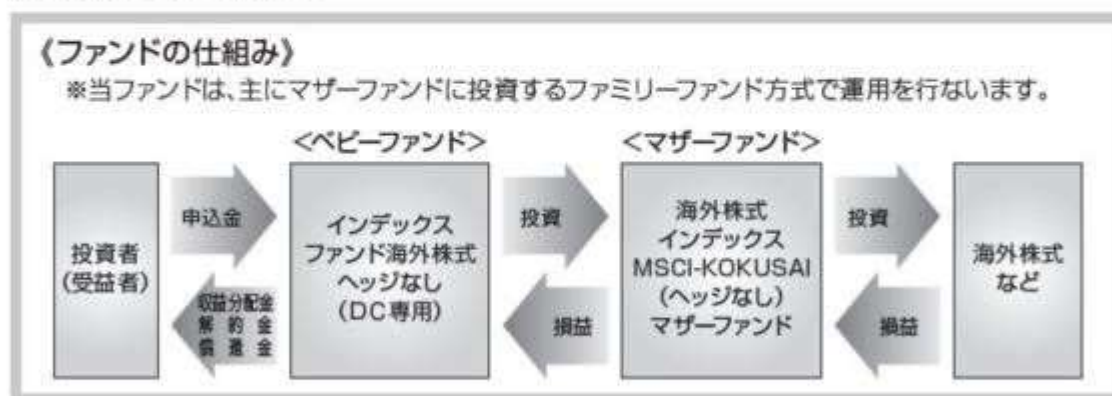 《ファンドの仕組み》
※当ファンドは、主にマザーファンドに投資するファミリーファンド方式で運用を行ないます。
<ベビーファンド>
<マザーファンド>
投資者
(受益者)
申込金
収益分配金
解約金
償還金
インデックス
ファンド海外株式
ヘッジなし
(DC専用)
投資
損益
海外株式
インデックス
MSCI-KOKUSAI
(ヘッジなし)
マザーファンド
投資
損益
海外株式
など